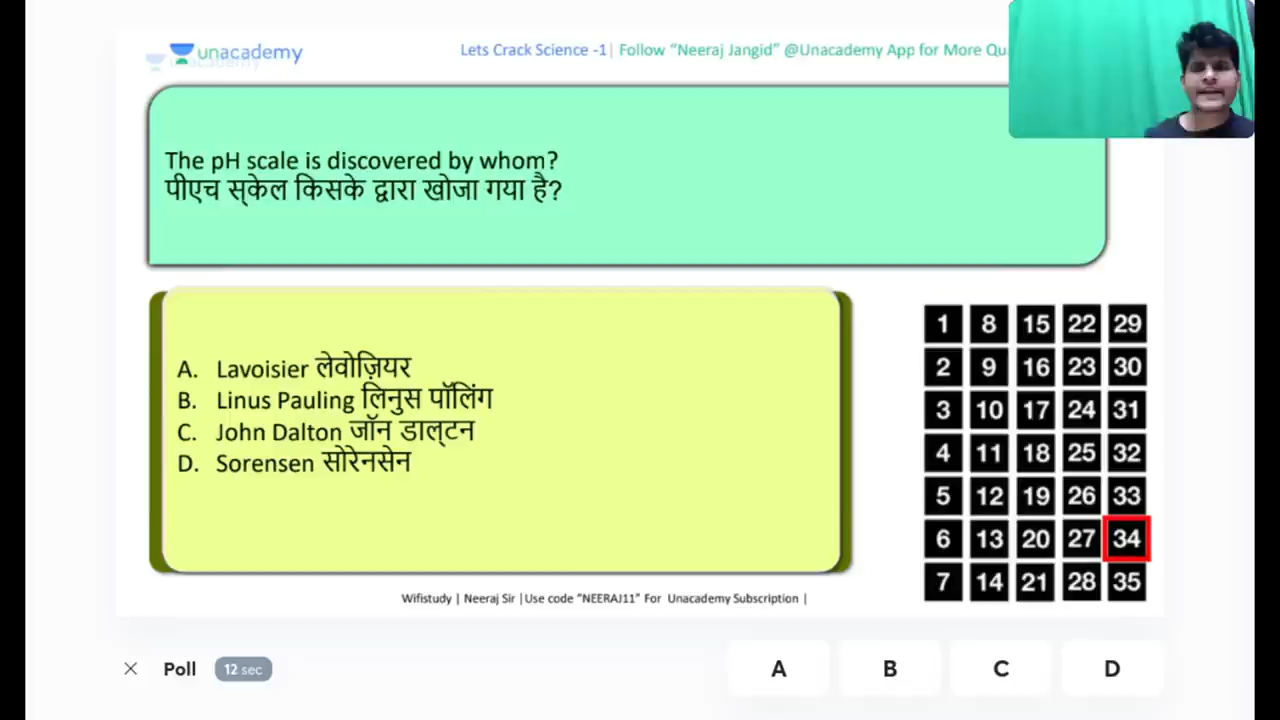 unacademy
Lets Crack Science -1| Follow “Neeraj Jangid” @Unacademy App for More Qu
The pH scale is discovered by whom?
पीएच स्केल किसके द्वारा खोजा गया है?
A. Lavoisier लेवोज़ियर
B. Linus Pauling लिनुस पॉलिंग
C. John Dalton जॉन डाल्टन
D. Sorensen सोरेनसेन
1 8 15 22 29
2 9 16 23 30
3 10 17 24 31
4 11 18 25 32
5 12 19 26 33
6 13 20 27 34
7 14 21 28 35
Wifistudy | Neeraj Sir |Use code “NEERAJ11” For Unacademy Subscription |
× Poll 12 sec A B C D